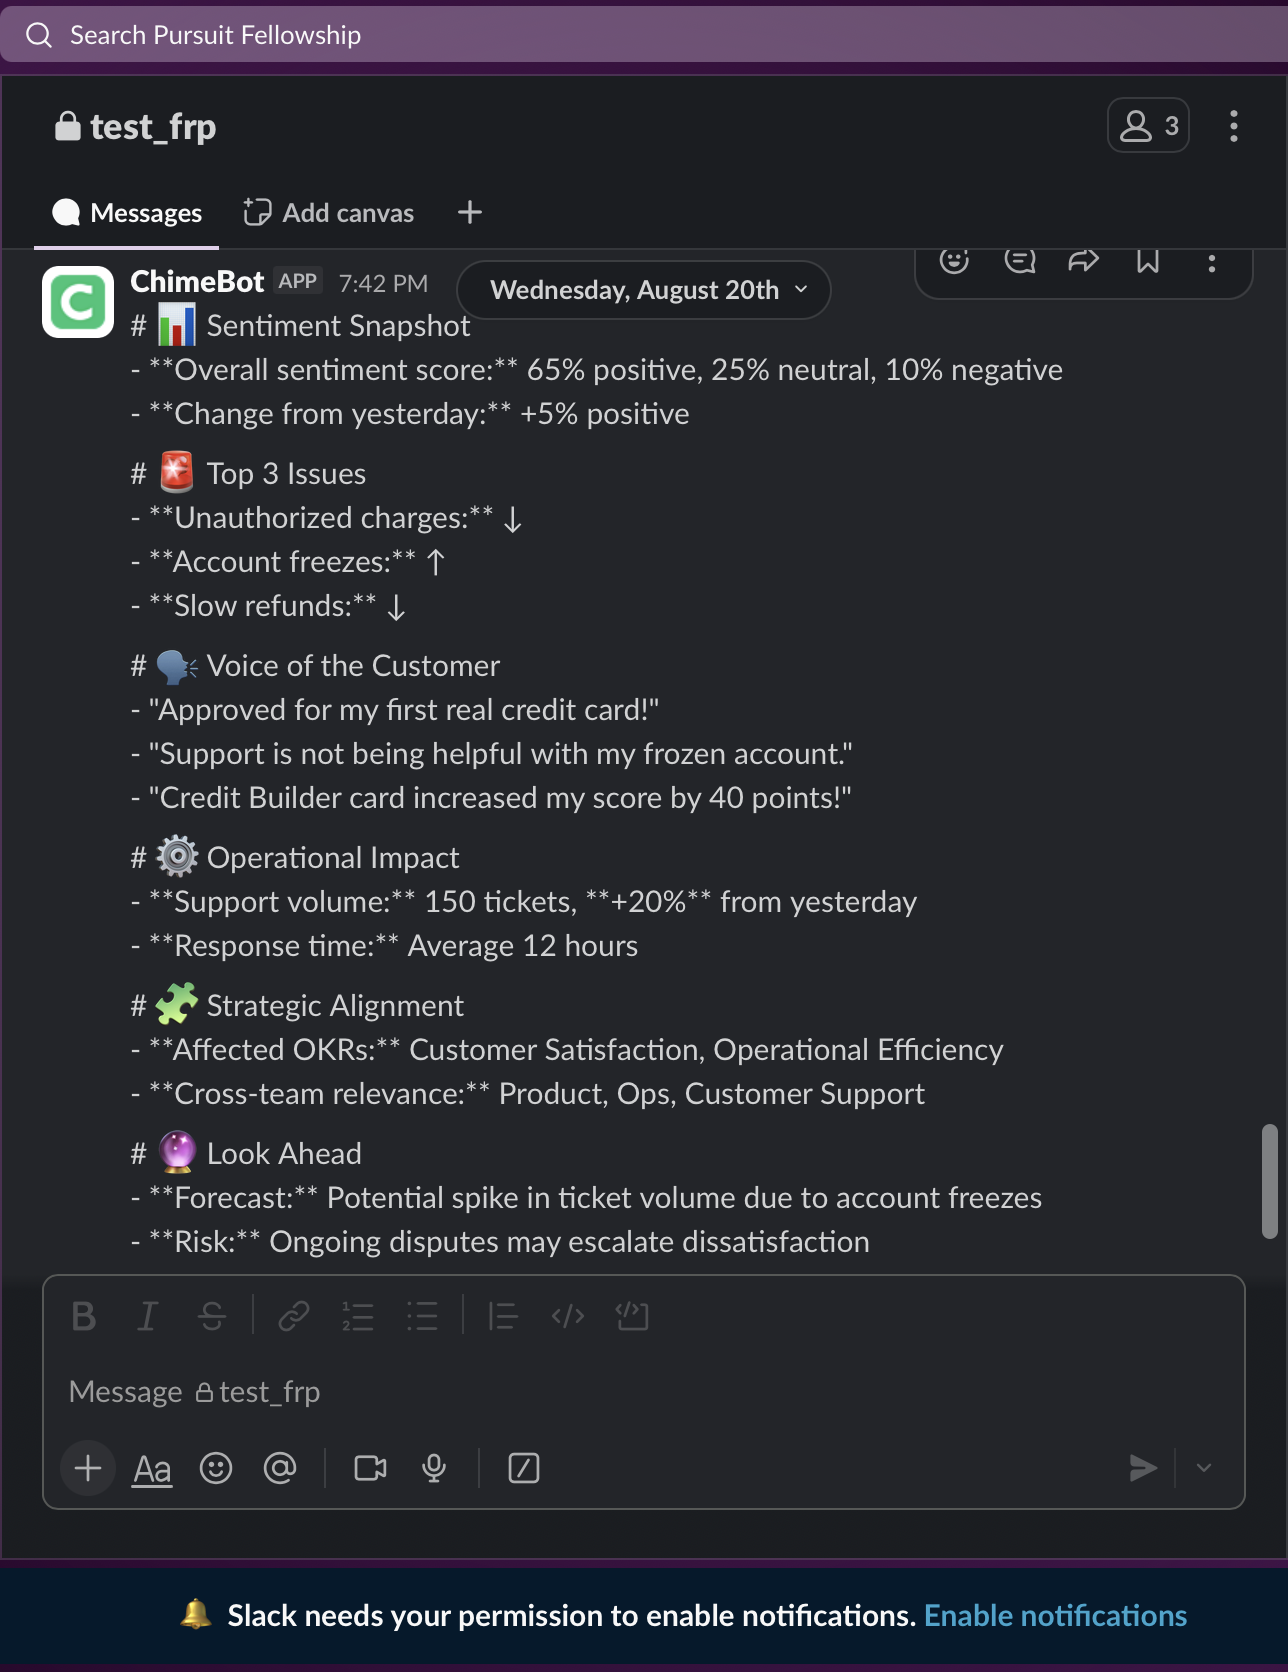 Search Pursuit Fellowship
test_frp
3
Messages
Add canvas
ChimeBot APP 7:42 PM
Wednesday, August 20th
# 📊 Sentiment Snapshot
- **Overall sentiment score:** 65% positive, 25% neutral, 10% negative
- **Change from yesterday:** +5% positive
# 🚨 Top 3 Issues
- **Unauthorized charges:** ↓
- **Account freezes:** ↑
- **Slow refunds:** ↓
# 🗣️ Voice of the Customer
- "Approved for my first real credit card!"
- "Support is not being helpful with my frozen account."
- "Credit Builder card increased my score by 40 points!"
# ⚙️ Operational Impact
- **Support volume:** 150 tickets, **+20%** from yesterday
- **Response time:** Average 12 hours
# 🧩 Strategic Alignment
- **Affected OKRs:** Customer Satisfaction, Operational Efficiency
- **Cross-team relevance:** Product, Ops, Customer Support
# 🔮 Look Ahead
- **Forecast:** Potential spike in ticket volume due to account freezes
- **Risk:** Ongoing disputes may escalate dissatisfaction
Message 🔒test_frp
Aa
Slack needs your permission to enable notifications. Enable notifications